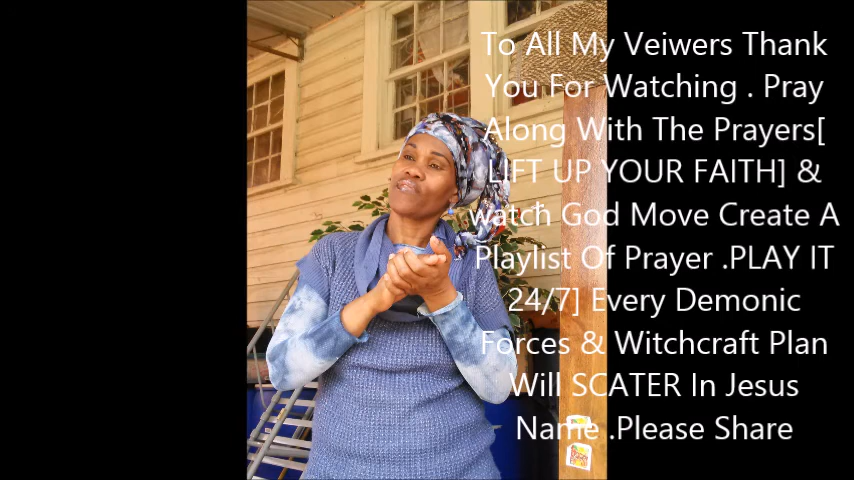 To All My Veiwers Thank
You For Watching . Pray
Along With The Prayers[
LIFT UP YOUR FAITH] &
watch God Move Create A
Playlist Of Prayer .PLAY IT
24/7] Every Demonic
Forces & Witchcraft Plan
Will SCATER In Jesus
Name .Please Share